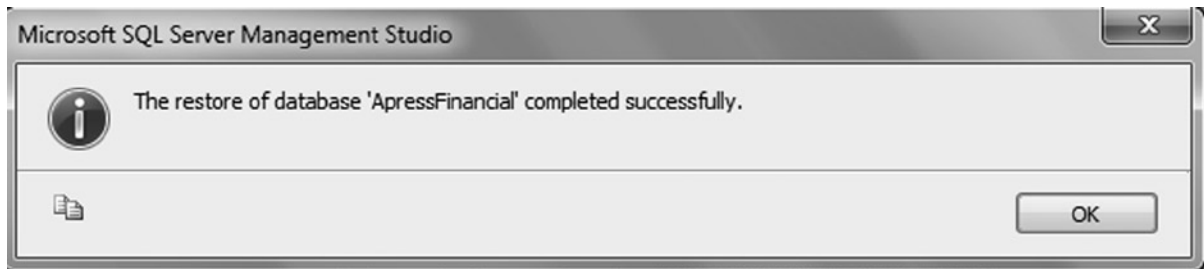 Microsoft SQL Server Management Studio
The restore of database 'ApressFinancial' completed successfully.
OK